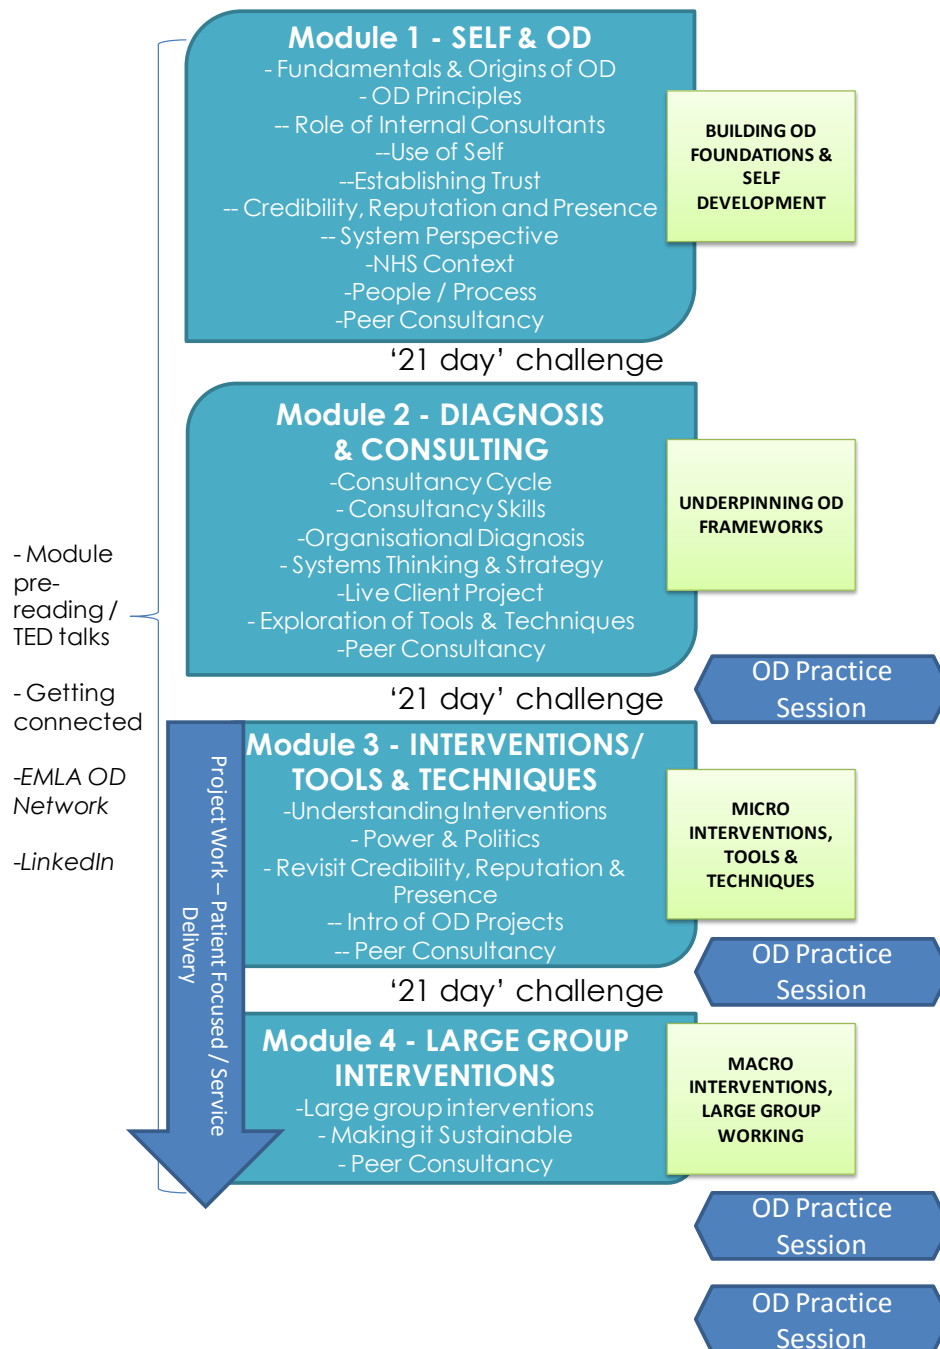 Module 1 - SELF & OD
- Fundamentals & Origins of OD
- OD Principles
-- Role of Internal Consultants
--Use of Self
--Establishing Trust
-- Credibility, Reputation and Presence
-- System Perspective
-NHS Context
-People / Process
-Peer Consultancy
BUILDING OD
FOUNDATIONS &
SELF
DEVELOPMENT
‘21 day’ challenge
Module 2 - DIAGNOSIS
& CONSULTING
-Consultancy Cycle
- Consultancy Skills
-Organisational Diagnosis
- Systems Thinking & Strategy
-Live Client Project
- Exploration of Tools & Techniques
-Peer Consultancy
UNDERPINNING OD
FRAMEWORKS
- Module
pre-
reading /
TED talks
- Getting
connected
-EMLA OD
Network
-LinkedIn
OD Practice
Session
‘21 day’ challenge
Project Work – Patient Focused / Service
Delivery
Module 3 - INTERVENTIONS/
TOOLS & TECHNIQUES
-Understanding Interventions
- Power & Politics
- Revisit Credibility, Reputation &
Presence
-- Intro of OD Projects
-- Peer Consultancy
MICRO
INTERVENTIONS,
TOOLS &
TECHNIQUES
OD Practice
Session
‘21 day’ challenge
Module 4 - LARGE GROUP
INTERVENTIONS
-Large group interventions
- Making it Sustainable
- Peer Consultancy
MACRO
INTERVENTIONS,
LARGE GROUP
WORKING
OD Practice
Session
OD Practice
Session